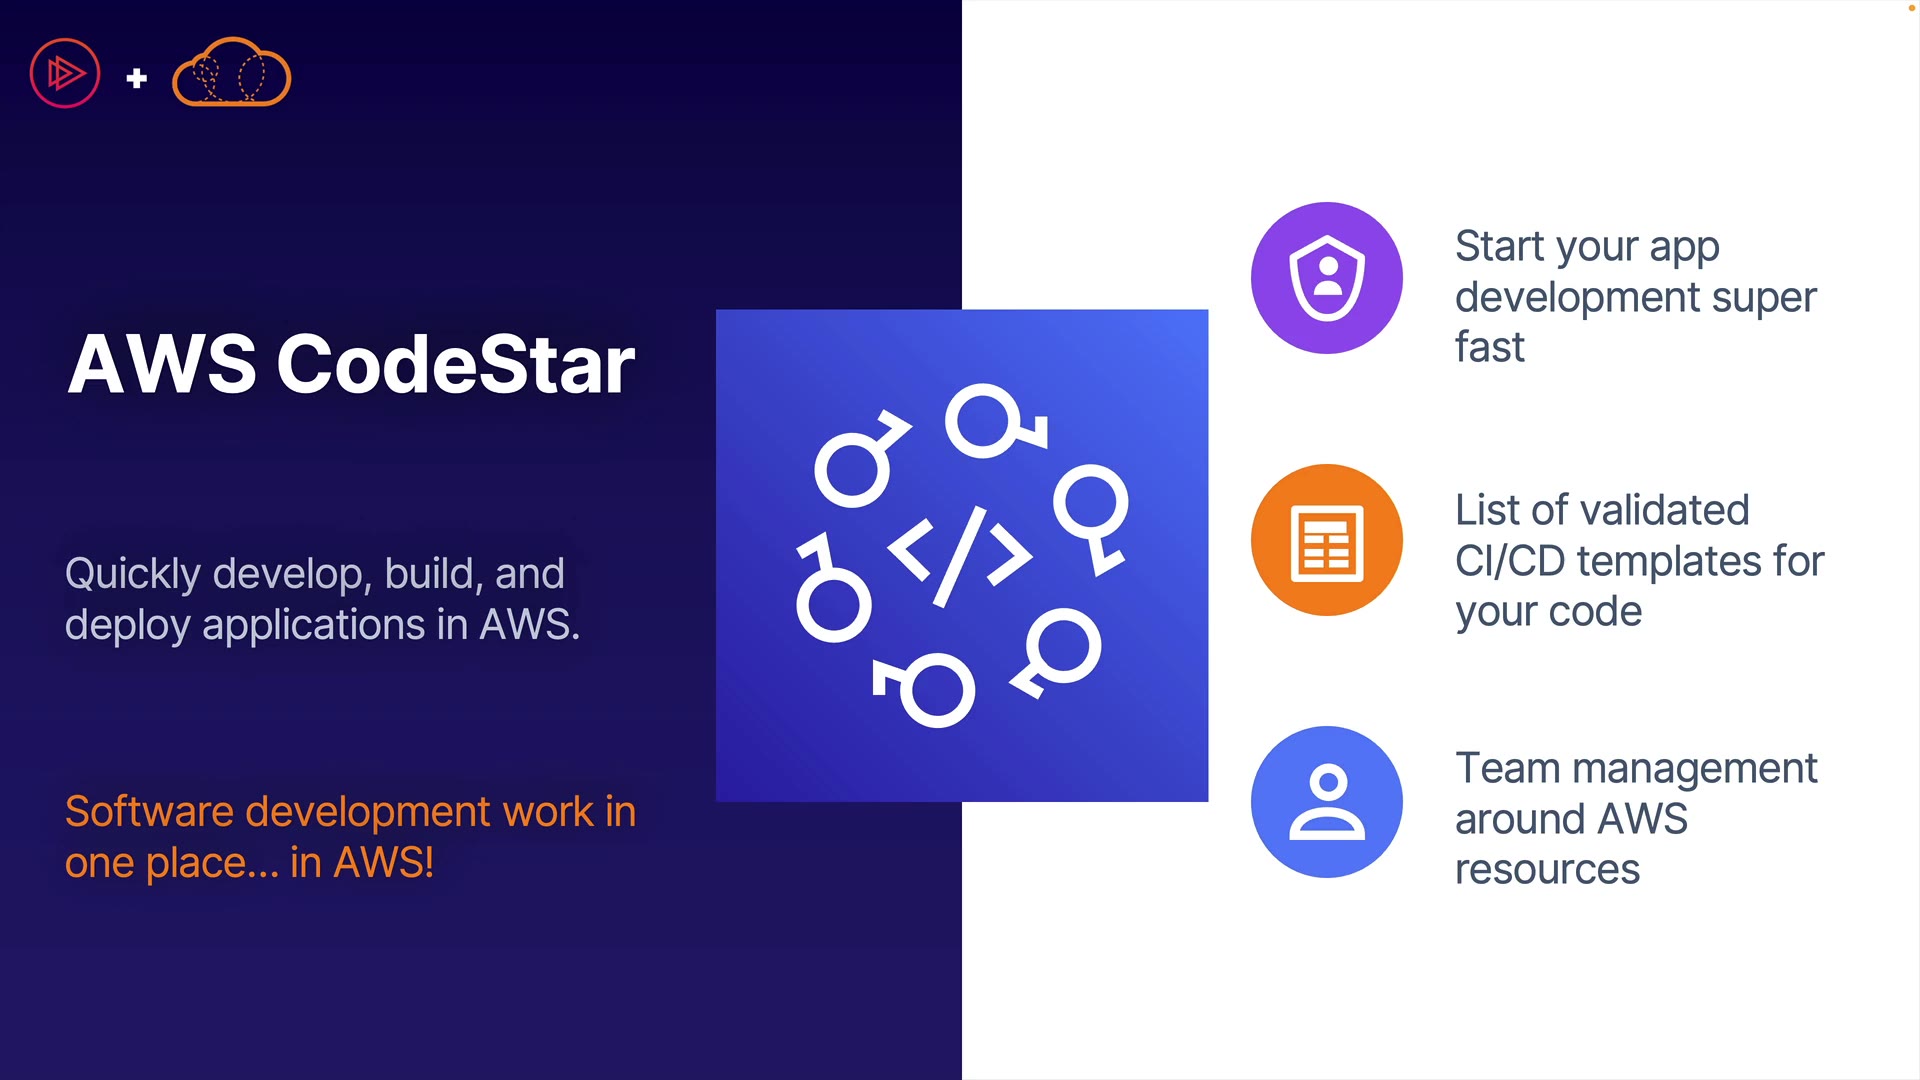 AWS CodeStar
Quickly develop, build, and
deploy applications in AWS.
Software development work in
one place... in AWS!
Start your app
development super
fast
List of validated
CI/CD templates for
your code
Team management
around AWS
resources